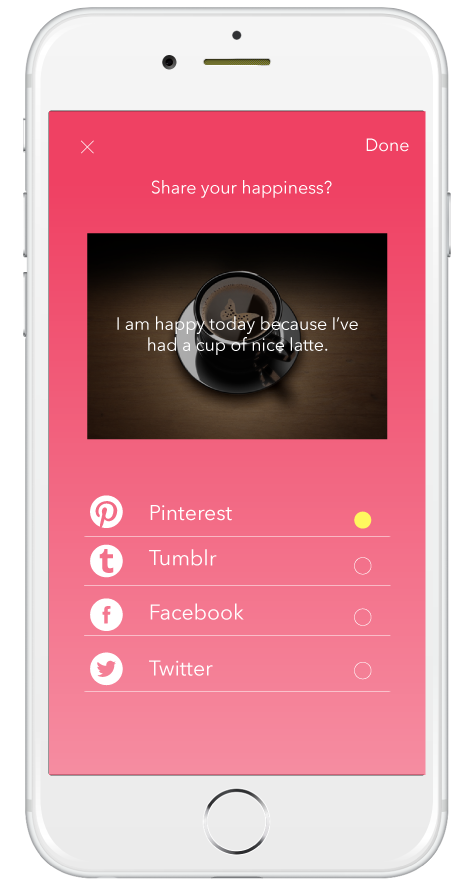 Done
Share your happiness?
I am happy today because I’ve
had a cup of nice latte.
Pinterest
Tumblr
Facebook
Twitter